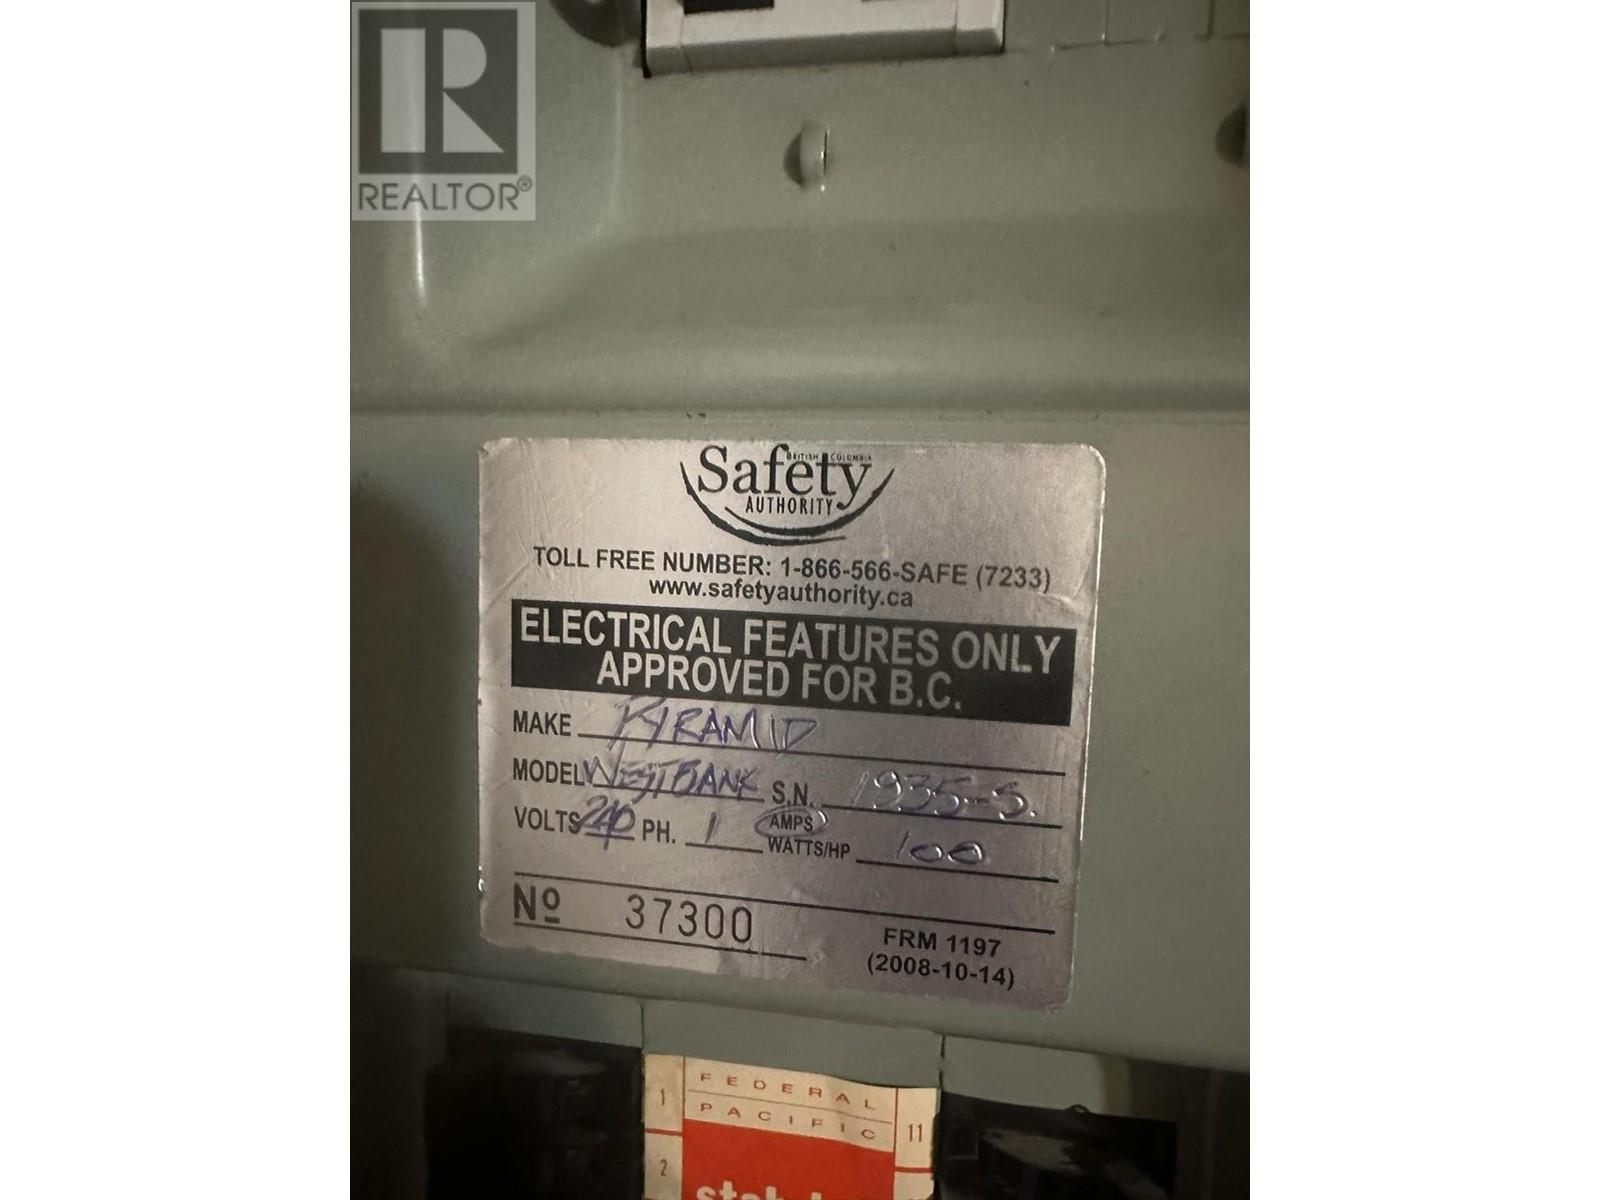 R
REALTOR®
BRITISH COLUMBIA
Safety
AUTHORITY
TOLL FREE NUMBER: 1-866-566-SAFE (7233)
www.safetyauthority.ca
ELECTRICAL FEATURES ONLY
APPROVED FOR B.C.
MAKE PYRAMID
MODEL WESTBANK S.N. 1935-S.
VOLTS 240 PH. 1 AMPS WATTS/HP 100
Nº 37300
FRM 1197
(2008-10-14)
1 FEDERAL
PACIFIC 11
2